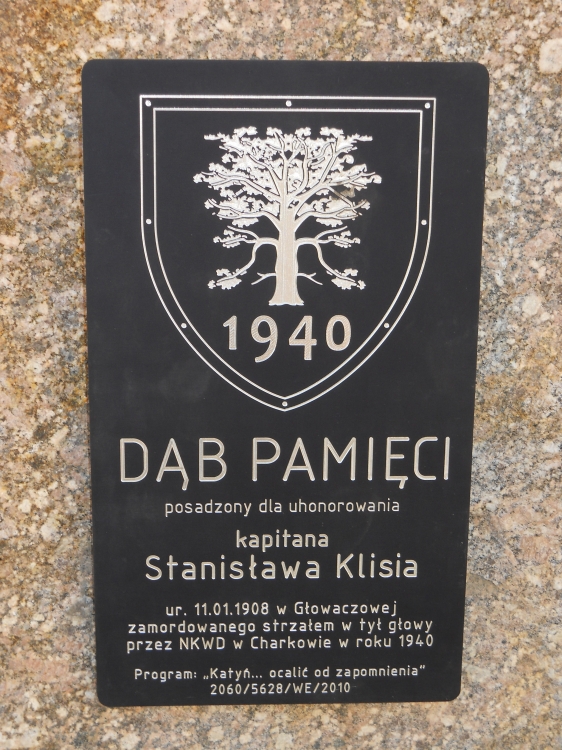 1940
DĄB PAMIĘCI
posadzony dla uhonorowania
kapitana
Stanisława Klisia
ur. 11.01.1908 w Głowaczowej
zamordowanego strzałem w tył głowy
przez NKWD w Charkowie w roku 1940
Program: „Katyń... ocalić od zapomnienia"
2060/5628/WE/2010